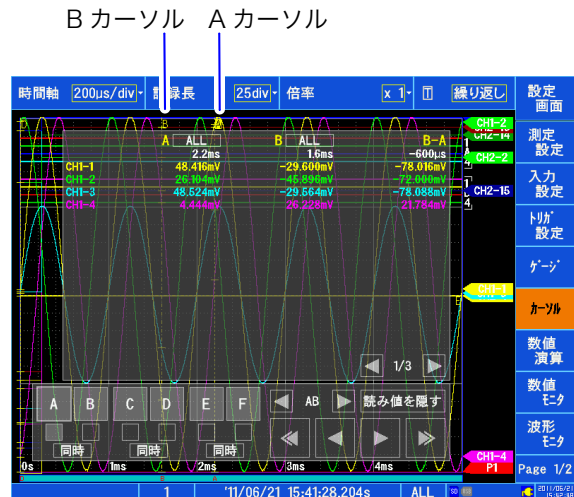 B カーソル A カーソル
時間軸 200μs/div 記録長 25div 倍率 x 1 繰り返し 設定
画面
CH1-2
CH2-14
B A
A ALL B ALL B-A
2.2ms 1.6ms -600μs
CH2-2
CH1-1 48.416mV -29.600mV -78.016mV
CH1-2 26.104mV -45.896mV -72.000mV
CH1-3 48.524mV -29.564mV -78.088mV
CH1-4 4.444mV 26.228mV 21.784mV
CH2-15
測定
設定
入力
設定
トリガ
設定
ゲージ
CH1-1
カーソル
数値
演算
1/3
数値
モニタ
A B C D E F AB 読み値を隠す
同時 同時 同時
波形
モニタ
CH1-4
P1
0s 1ms 2ms 3ms 4ms
Page 1/2
1 '11/06/21 15:41:28.204s ALL SD
2011/06/21